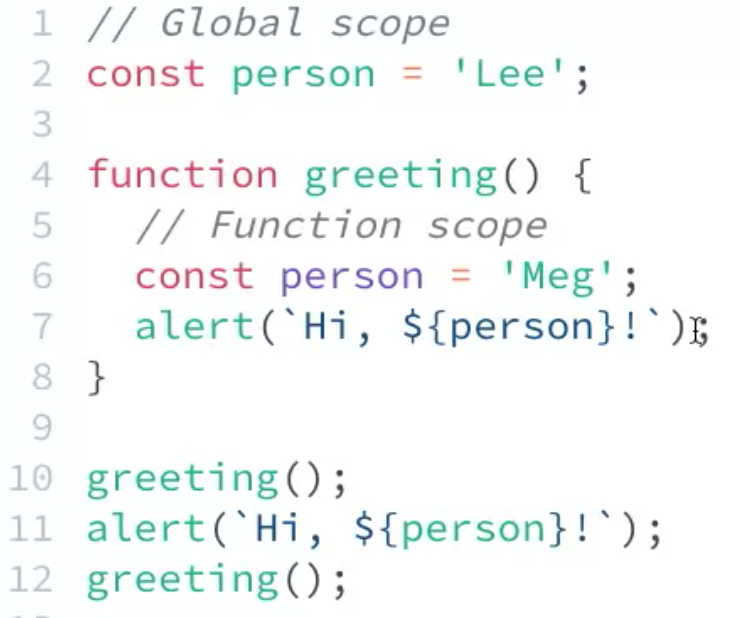 1 // Global scope
2 const person = 'Lee';
3
4 function greeting() {
5   // Function scope
6   const person = 'Meg';
7   alert(`Hi, ${person}!`);
8 }
9
10 greeting();
11 alert(`Hi, ${person}!`);
12 greeting();